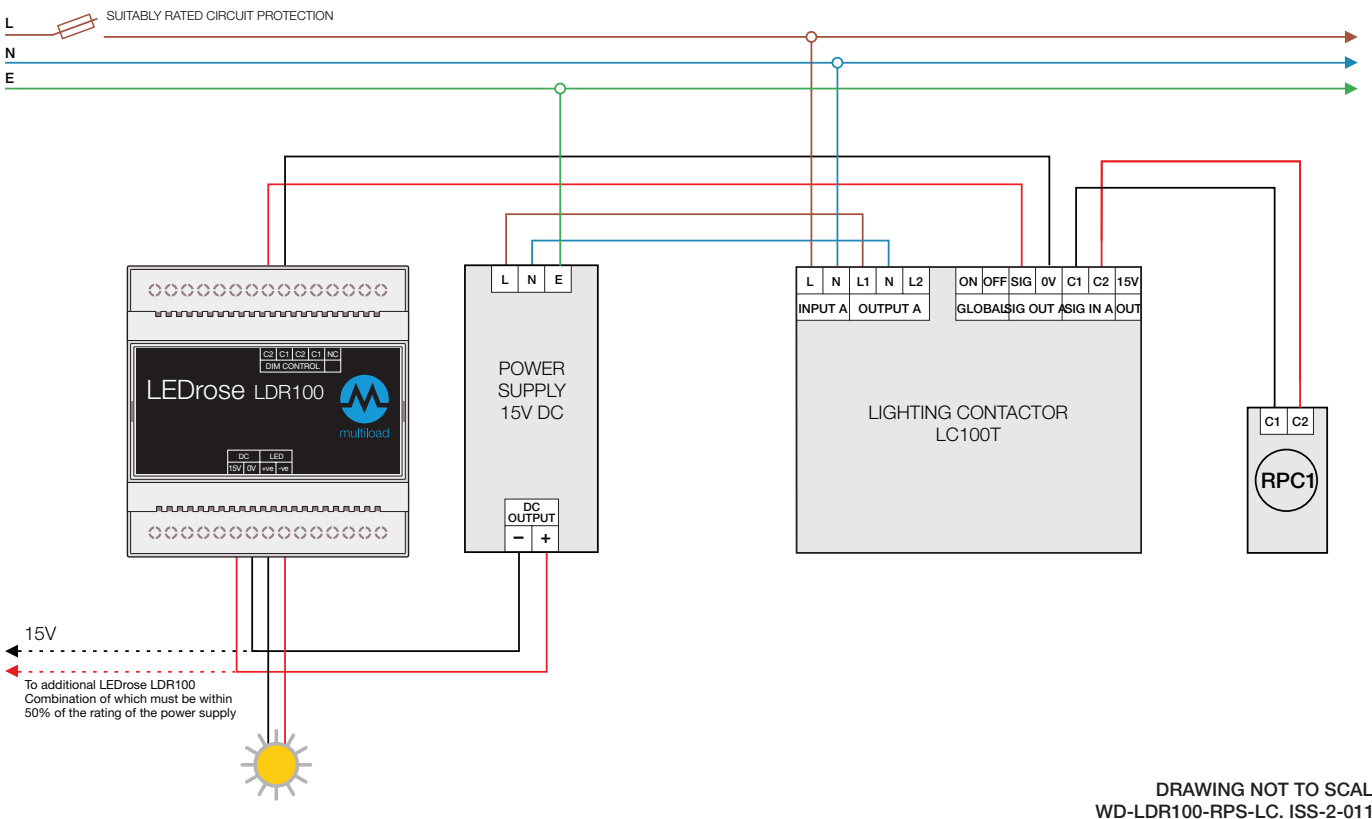 L
SUITABLY RATED CIRCUIT PROTECTION
N
E
C2 C1 C2 C1 NC
DIM CONTROL
LEDrose LDR100
multiload
DC LED
15V 0V +ve -ve
L N E
POWER
SUPPLY
15V DC
DC
OUTPUT
− +
L N L1 N L2 ON OFF SIG 0V C1 C2 15V
INPUT A OUTPUT A GLOBALS SIG OUT A SIG IN A OUT
LIGHTING CONTACTOR
LC100T
C1 C2
RPC1
15V
To additional LEDrose LDR100
Combination of which must be within
50% of the rating of the power supply
DRAWING NOT TO SCAL
WD-LDR100-RPS-LC. ISS-2-011